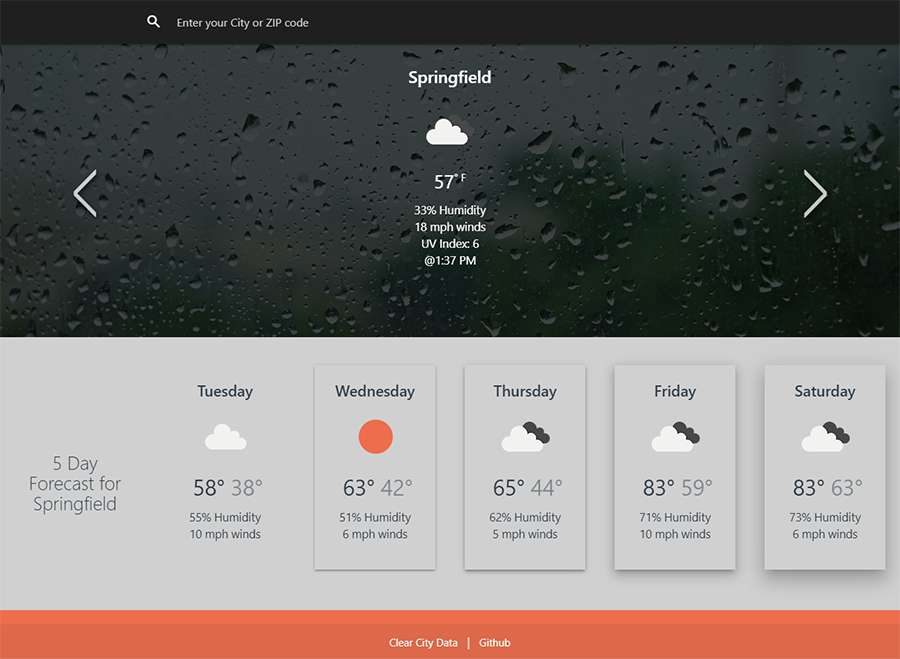 Enter your City or ZIP code
Springfield
57° F
33% Humidity
18 mph winds
UV Index: 6
@1:37 PM
5 Day
Forecast for
Springfield
Tuesday
58° 38°
55% Humidity
10 mph winds
Wednesday
63° 42°
51% Humidity
6 mph winds
Thursday
65° 44°
62% Humidity
5 mph winds
Friday
83° 59°
71% Humidity
10 mph winds
Saturday
83° 63°
73% Humidity
6 mph winds
Clear City Data | Github